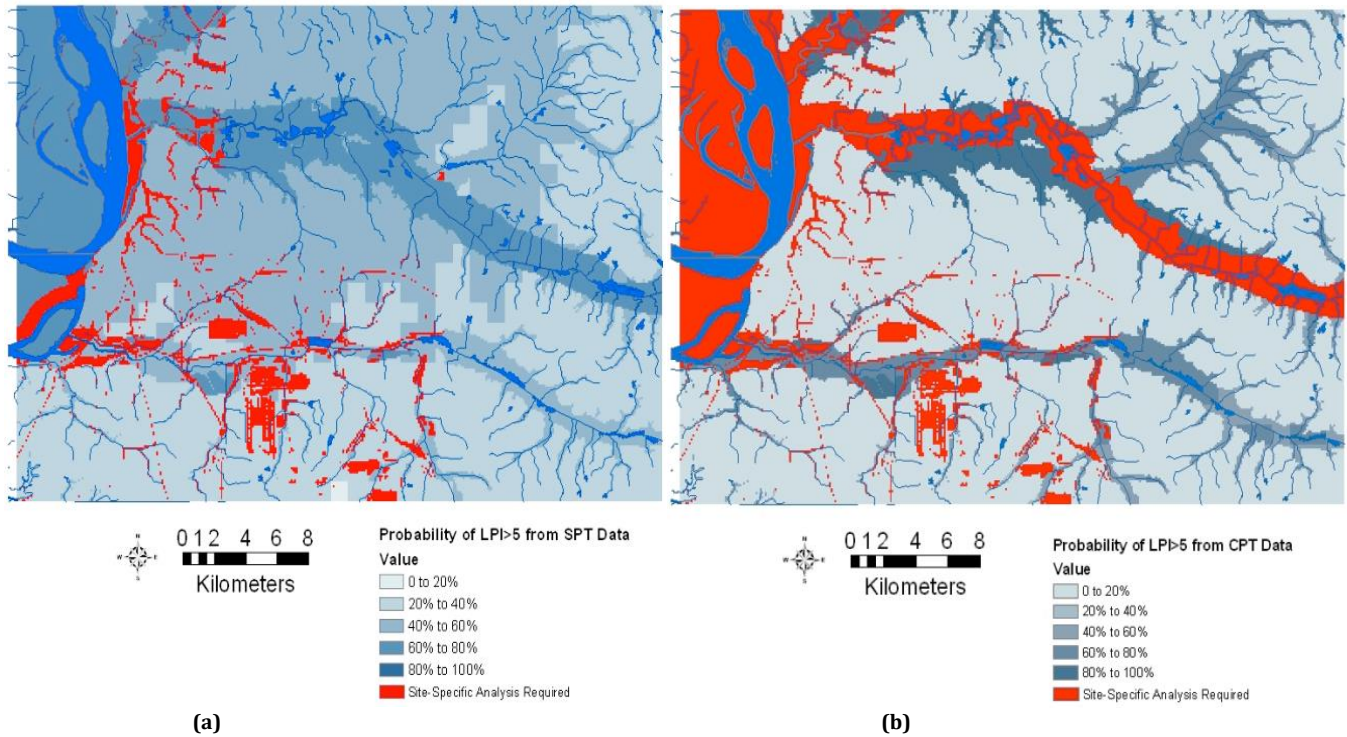 N
W E
S
0 1 2 4 6 8
Kilometers
Probability of LPI>5 from SPT Data
Value
0 to 20%
20% to 40%
40% to 60%
60% to 80%
80% to 100%
Site-Specific Analysis Required
(a)
N
W E
S
0 1 2 4 6 8
Kilometers
Probability of LPI>5 from CPT Data
Value
0 to 20%
20% to 40%
40% to 60%
60% to 80%
80% to 100%
Site-Specific Analysis Required
(b)